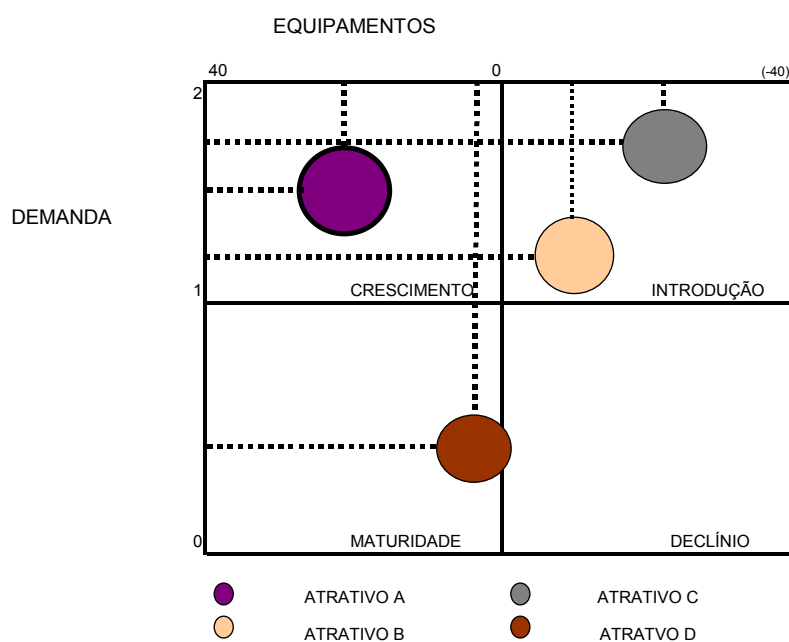 EQUIPAMENTOS
40 0 (-40)
2
DEMANDA
1
CRESCIMENTO INTRODUÇÃO
0
MATURIDADE DECLÍNIO
ATRATIVO A ATRATIVO C
ATRATIVO B ATRATVO D